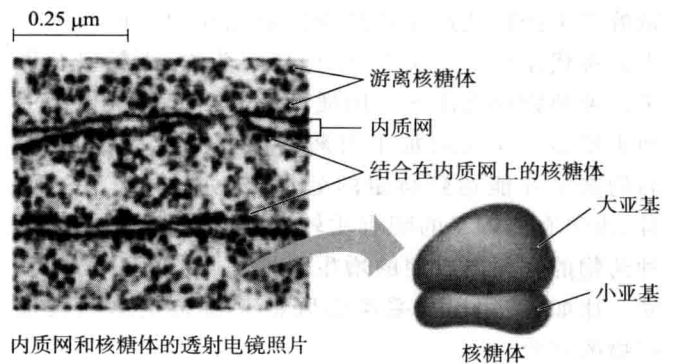 0.25 μm
游离核糖体
内质网
结合在内质网上的核糖体
大亚基
小亚基
内质网和核糖体的透射电镜照片
核糖体